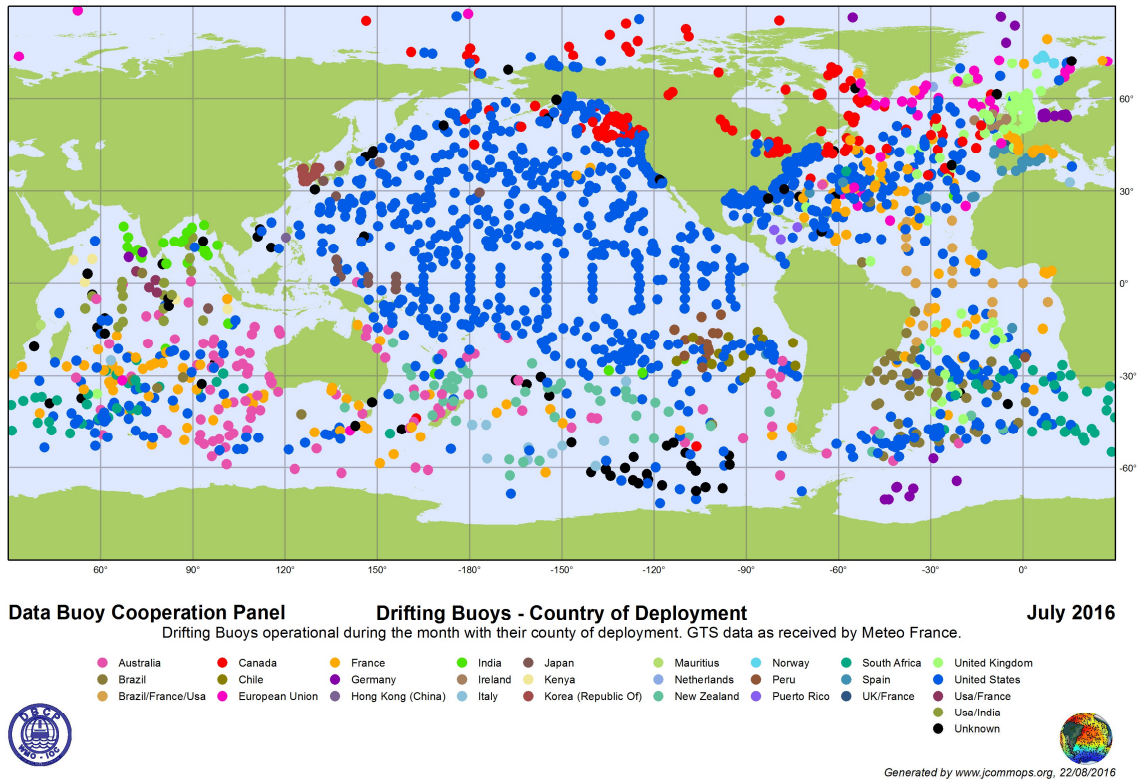 60°
30°
0°
-30°
-60°
60° 90° 120° 150° -180° -150° -120° -90° -60° -30° 0°
Data Buoy Cooperation Panel Drifting Buoys - Country of Deployment July 2016
Drifting Buoys operational during the month with their county of deployment. GTS data as received by Meteo France.
Australia Canada France India Japan Mauritius Norway South Africa United Kingdom
Brazil Chile Germany Ireland Kenya Netherlands Peru Spain United States
Brazil/France/Usa European Union Hong Kong (China) Italy Korea (Republic Of) New Zealand Puerto Rico UK/France Usa/France
Usa/India
Unknown
DBCP
WMO - IOC
Generated by www.jcommops.org, 22/08/2016